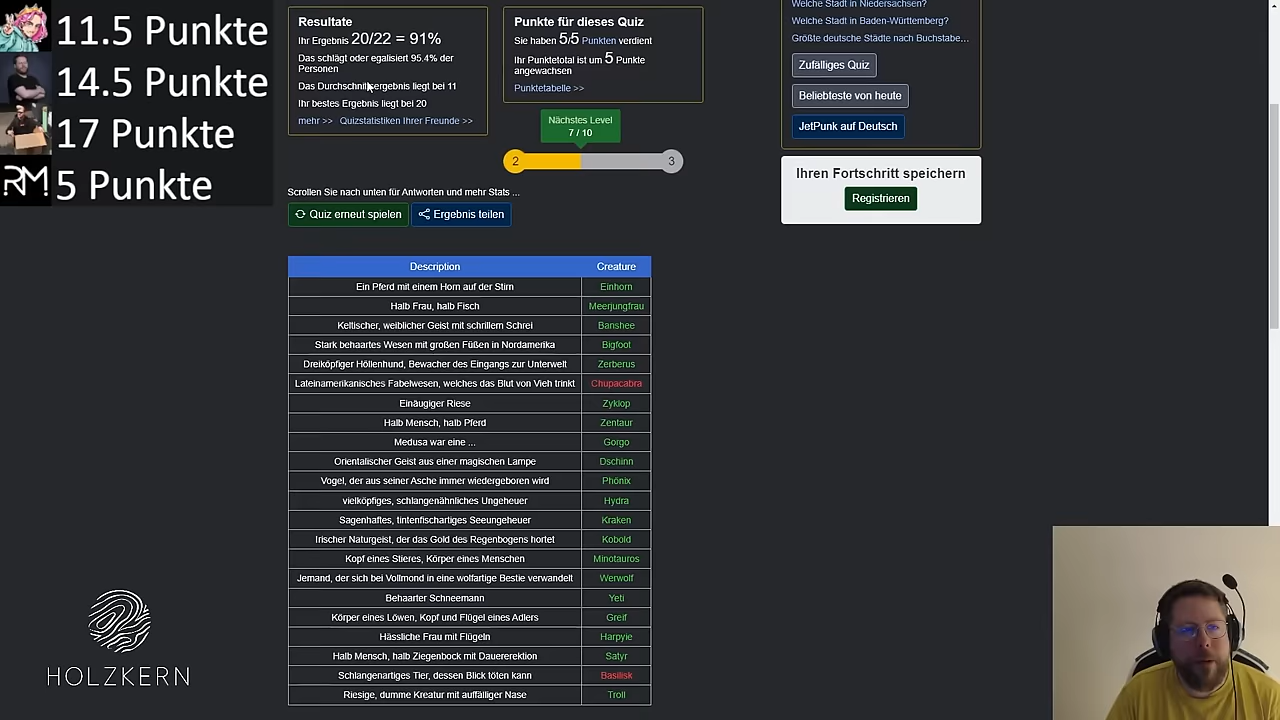 11.5 Punkte
14.5 Punkte
17 Punkte
RM 5 Punkte
Resultate
Ihr Ergebnis 20/22 = 91%
Das schlägt oder egalisiert 95.4% der
Personen
Das Durchschnittsergebnis liegt bei 11
Ihr bestes Ergebnis liegt bei 20
mehr >> Quizstatistiken Ihrer Freunde >>
Punkte für dieses Quiz
Sie haben 5/5 Punkten verdient
Ihr Punktetotal ist um 5 Punkte
angewachsen
Punktetabelle >>
Nächstes Level
7 / 10
2
3
Welche Stadt in Niedersachsen?
Welche Stadt in Baden-Württemberg?
Größte deutsche Städte nach Buchstabe...
Zufälliges Quiz
Beliebteste von heute
JetPunk auf Deutsch
Ihren Fortschritt speichern
Registrieren
Scrollen Sie nach unten für Antworten und mehr Stats ...
Quiz erneut spielen Ergebnis teilen
Description Creature
Ein Pferd mit einem Horn auf der Stirn Einhorn
Halb Frau, halb Fisch Meerjungfrau
Keltischer, weiblicher Geist mit schrillem Schrei Banshee
Stark behaartes Wesen mit großen Füßen in Nordamerika Bigfoot
Dreiköpfiger Höllenhund, Bewacher des Eingangs zur Unterwelt Zerberus
Lateinamerikanisches Fabelwesen, welches das Blut von Vieh trinkt Chupacabra
Einäugiger Riese Zyklop
Halb Mensch, halb Pferd Zentaur
Medusa war eine ... Gorgo
Orientalischer Geist aus einer magischen Lampe Dschinn
Vogel, der aus seiner Asche immer wiedergeboren wird Phönix
vielköpfiges, schlangenähnliches Ungeheuer Hydra
Sagenhaftes, tintenfischartiges Seeungeheuer Kraken
Irischer Naturgeist, der das Gold des Regenbogens hortet Kobold
Kopf eines Stieres, Körper eines Menschen Minotauros
Jemand, der sich bei Vollmond in eine wolfartige Bestie verwandelt Werwolf
Behaarter Schneemann Yeti
Körper eines Löwen, Kopf und Flügel eines Adlers Greif
Hässliche Frau mit Flügeln Harpyie
Halb Mensch, halb Ziegenbock mit Dauererektion Satyr
Schlangenartiges Tier, dessen Blick töten kann Basilisk
Riesige, dumme Kreatur mit auffälliger Nase Troll
HOLZKERN